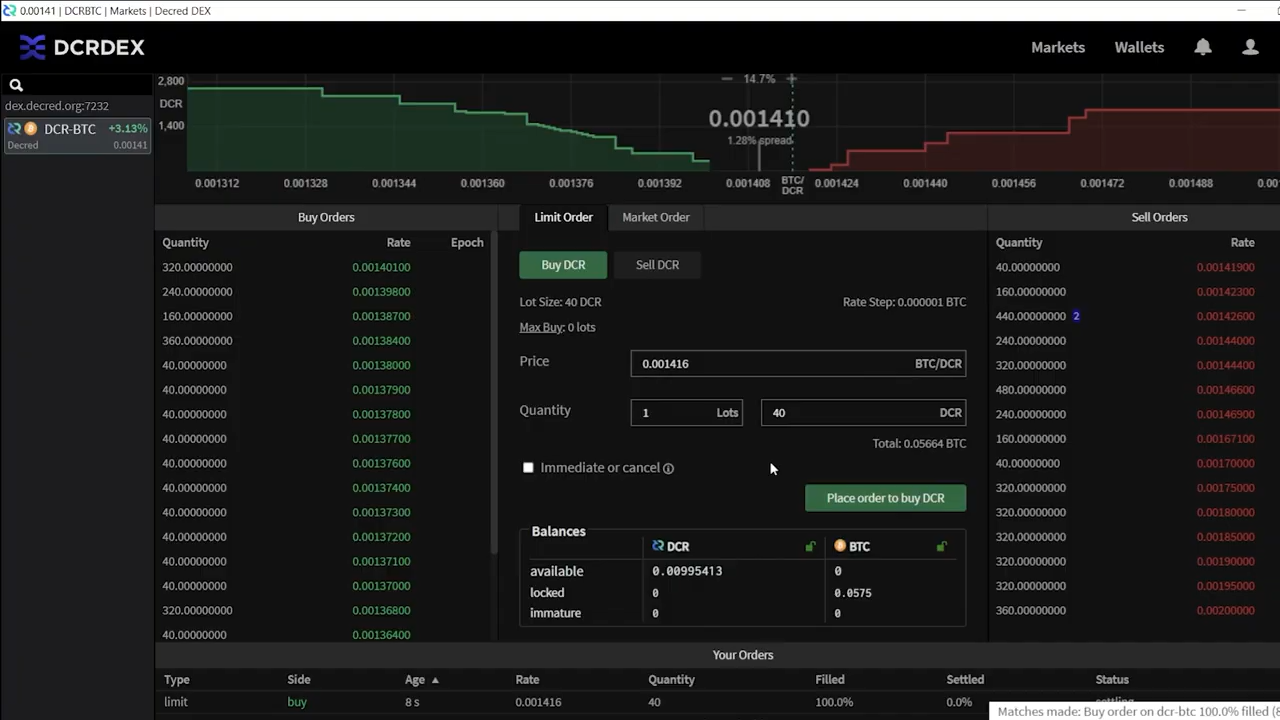 0.00141 | DCRBTC | Markets | Decred DEX
DCRDEX
Markets
Wallets
dex.decred.org:7232
DCR-BTC +3.13%
Decred 0.00141
2,800
DCR
1,400
14.7%
0.001410
1.28% spread
0.001312 0.001328 0.001344 0.001360 0.001376 0.001392 0.001408 BTC/DCR 0.001424 0.001440 0.001456 0.001472 0.001488 0.00
Buy Orders
Quantity Rate Epoch
320.00000000 0.00140100
240.00000000 0.00139800
160.00000000 0.00138700
360.00000000 0.00138400
40.00000000 0.00138000
40.00000000 0.00137900
40.00000000 0.00137800
40.00000000 0.00137700
40.00000000 0.00137600
40.00000000 0.00137400
40.00000000 0.00137300
40.00000000 0.00137200
40.00000000 0.00137100
40.00000000 0.00137000
320.00000000 0.00136800
40.00000000 0.00136400
Limit Order
Market Order
Buy DCR
Sell DCR
Lot Size: 40 DCR
Rate Step: 0.000001 BTC
Max Buy: 0 lots
Price 0.001416 BTC/DCR
Quantity 1 Lots 40 DCR
Total: 0.05664 BTC
Immediate or cancel
Place order to buy DCR
Balances
DCR BTC
available 0.00995413 0
locked 0 0.0575
immature 0 0
Sell Orders
Quantity Rate
40.00000000 0.00141900
160.00000000 0.00142300
440.00000000 2 0.00142600
240.00000000 0.00144000
320.00000000 0.00144400
480.00000000 0.00146600
240.00000000 0.00146900
160.00000000 0.00167100
40.00000000 0.00170000
320.00000000 0.00175000
320.00000000 0.00180000
320.00000000 0.00185000
320.00000000 0.00190000
320.00000000 0.00195000
360.00000000 0.00200000
Your Orders
Type Side Age Rate Quantity Filled Settled Status
limit buy 8 s 0.001416 40 100.0% 0.0% settling
Matches made: Buy order on dcr-btc 100.0% filled (8